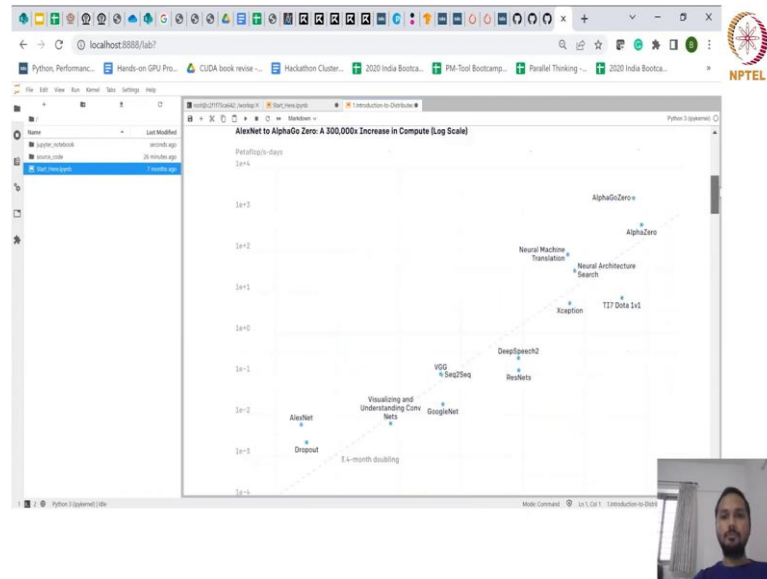 localhost:8888/lab?
Python, Performanc...
Hands-on GPU Pro...
CUDA book revise -...
Hackathon Cluster...
2020 India Bootca...
PM-Tool Bootcamp...
Parallel Thinking -...
2020 India Bootca...
NPTEL
File Edit View Run Kernel Tabs Settings Help
Start_Here.ipynb
1.Introduction-to-Distribute
Markdown
Python 3 (ipykernel)
Name
Last Modified
jupyter_notebook
seconds ago
source_code
26 minutes ago
Start_Here.ipynb
7 months ago
AlexNet to AlphaGo Zero: A 300,000x Increase in Compute (Log Scale)
Petaflop/s-days
1e+4
1e+3
1e+2
1e+1
1e+0
1e-1
1e-2
1e-3
1e-4
AlphaGoZero
AlphaZero
Neural Machine
Translation
Neural Architecture
Search
Xception
TI7 Dota 1v1
DeepSpeech2
ResNets
VGG
Seq2Seq
GoogleNet
Visualizing and
Understanding Conv
Nets
AlexNet
Dropout
3.4-month doubling
Python 3 (ipykernel) | Idle
Mode: Command
Ln 1, Col 1
1.Introduction-to-Distri